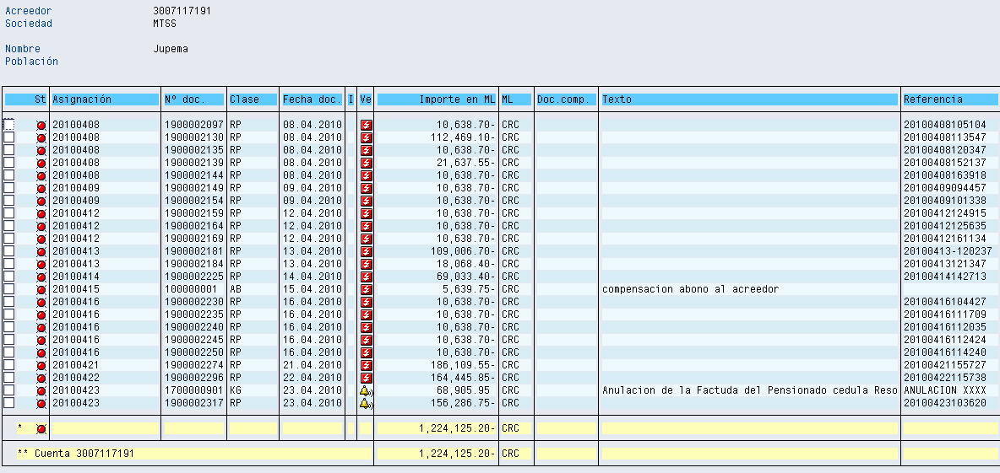 Acreedor 3007117191
Sociedad MTSS
Nombre Jupema
Población
St Asignación Nº doc. Clase Fecha doc. I Ve Importe en ML ML Doc.comp. Texto Referencia
20100408 1900002097 RP 08.04.2010 10,638.70- CRC 20100408105104
20100408 1900002130 RP 08.04.2010 112,469.10- CRC 20100408113547
20100408 1900002135 RP 08.04.2010 10,638.70- CRC 20100408120347
20100408 1900002139 RP 08.04.2010 21,637.55- CRC 20100408152137
20100408 1900002144 RP 08.04.2010 10,638.70- CRC 20100408163918
20100409 1900002149 RP 09.04.2010 10,638.70- CRC 20100409094457
20100409 1900002154 RP 09.04.2010 10,638.70- CRC 20100409101338
20100412 1900002159 RP 12.04.2010 10,638.70- CRC 20100412124915
20100412 1900002164 RP 12.04.2010 10,638.70- CRC 20100412125635
20100412 1900002169 RP 12.04.2010 10,638.70- CRC 20100412161134
20100413 1900002181 RP 13.04.2010 109,006.70- CRC 20100413-120237
20100413 1900002184 RP 13.04.2010 18,068.40- CRC 20100413121347
20100414 1900002225 RP 14.04.2010 69,033.40- CRC 20100414142713
20100415 100000001 AB 15.04.2010 5,639.75- CRC compensacion abono al acreedor
20100416 1900002230 RP 16.04.2010 10,638.70- CRC 20100416104427
20100416 1900002235 RP 16.04.2010 10,638.70- CRC 20100416111709
20100416 1900002240 RP 16.04.2010 10,638.70- CRC 20100416112035
20100416 1900002245 RP 16.04.2010 10,638.70- CRC 20100416112424
20100416 1900002250 RP 16.04.2010 10,638.70- CRC 20100416114240
20100421 1900002274 RP 21.04.2010 186,109.55- CRC 20100421155727
20100422 1900002296 RP 22.04.2010 164,445.85- CRC 20100422115738
20100423 1700000901 KG 23.04.2010 68,905.95 CRC Anulacion de la Factuda del Pensionado cedula Reso ANULACION XXXX
20100423 1900002317 RP 23.04.2010 156,286.75- CRC 20100423103620
* 1,224,125.20- CRC
** Cuenta 3007117191 1,224,125.20- CRC